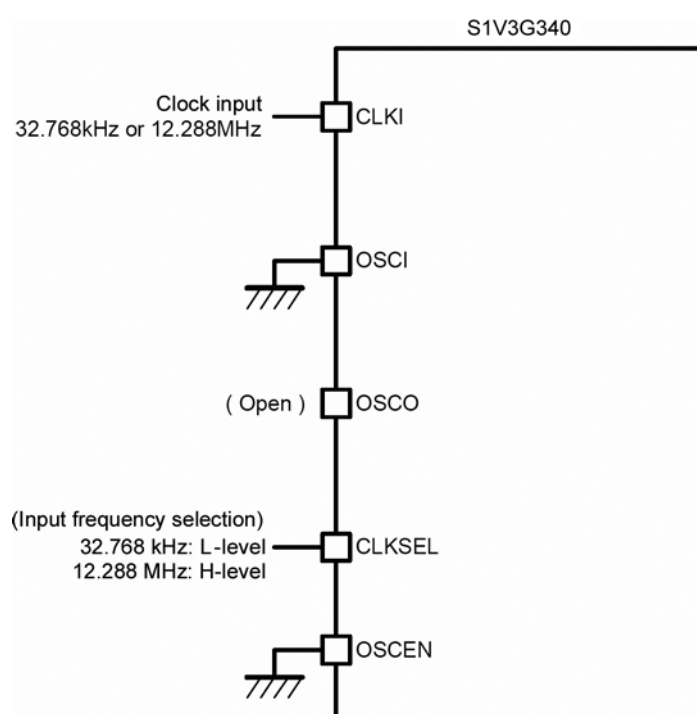 S1V3G340
Clock input
32.768kHz or 12.288MHz
CLKI
OSCI
( Open )
OSCO
(Input frequency selection)
32.768 kHz: L-level
12.288 MHz: H-level
CLKSEL
OSCEN